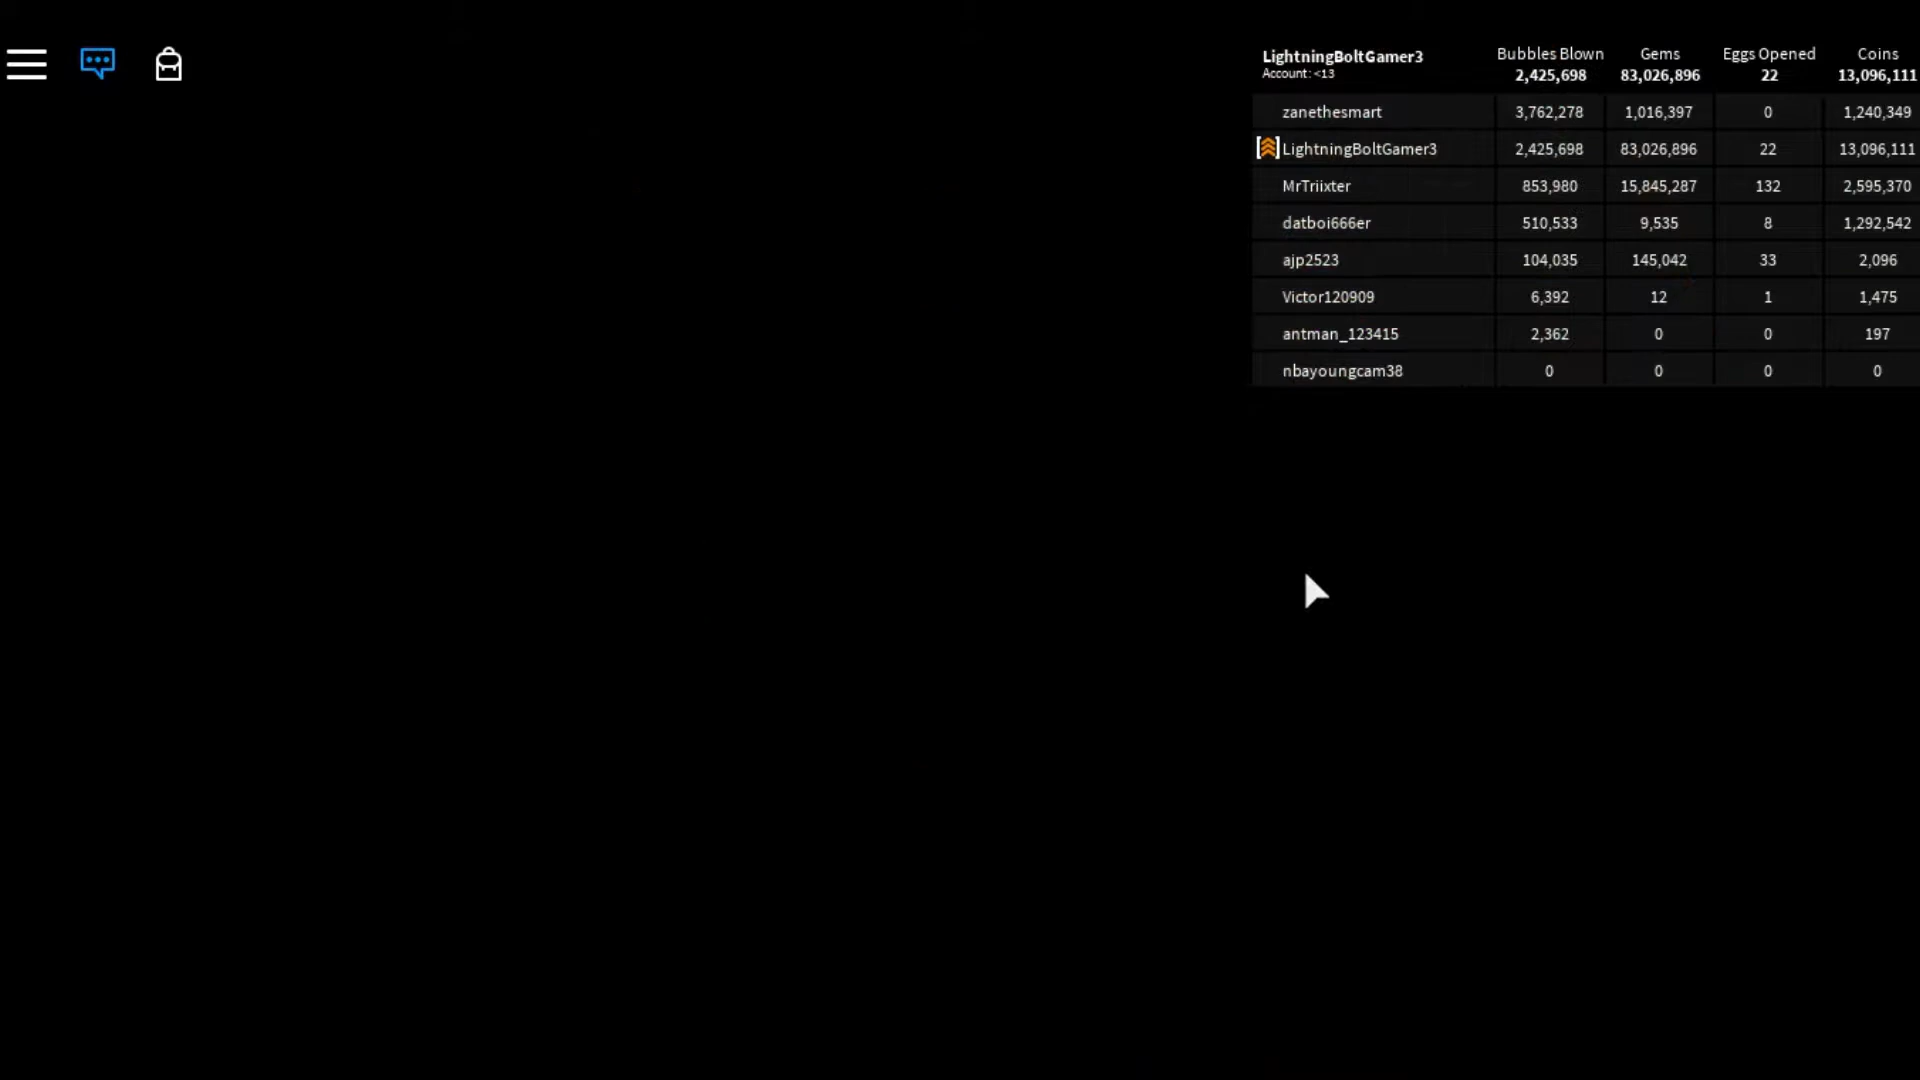 LightningBoltGamer3 Bubbles Blown Gems Eggs Opened Coins
Account: <13 2,425,698 83,026,896 22 13,096,111
zanethesmart 3,762,278 1,016,397 0 1,240,349
LightningBoltGamer3 2,425,698 83,026,896 22 13,096,111
MrTriixter 853,980 15,845,287 132 2,595,370
datboi666er 510,533 9,535 8 1,292,542
ajp2523 104,035 145,042 33 2,096
Victor120909 6,392 12 1 1,475
antman_123415 2,362 0 0 197
nbayoungcam38 0 0 0 0